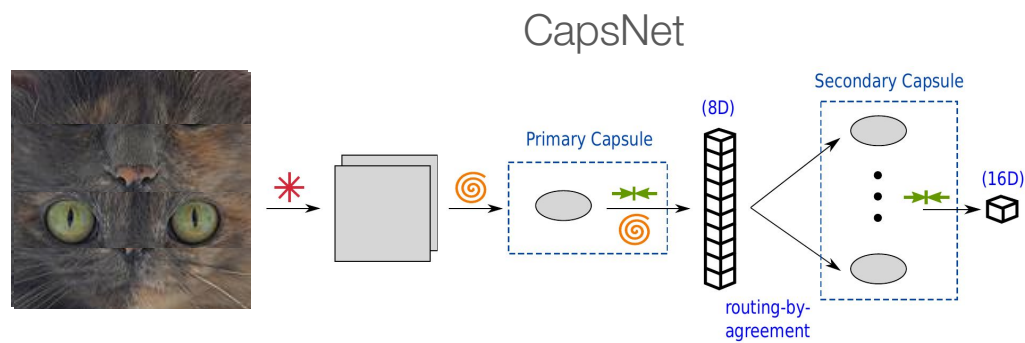 CapsNet
Secondary Capsule
(8D)
Primary Capsule
(16D)
routing-by-
agreement